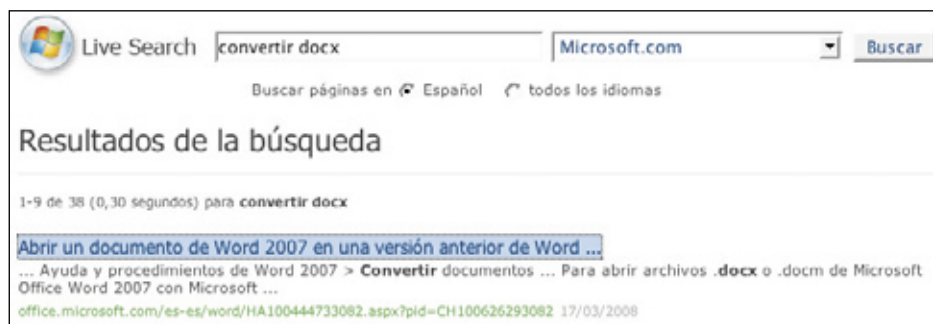 Live Search convertir docx Microsoft.com Buscar
Buscar páginas en Español todos los idiomas
Resultados de la búsqueda
1-9 de 38 (0,30 segundos) para convertir docx
Abrir un documento de Word 2007 en una versión anterior de Word ...
... Ayuda y procedimientos de Word 2007 > Convertir documentos ... Para abrir archivos .docx o .docm de Microsoft
Office Word 2007 con Microsoft ...
office.microsoft.com/es-es/word/HA100444733082.aspx?pid=CH100626293082 17/03/2008